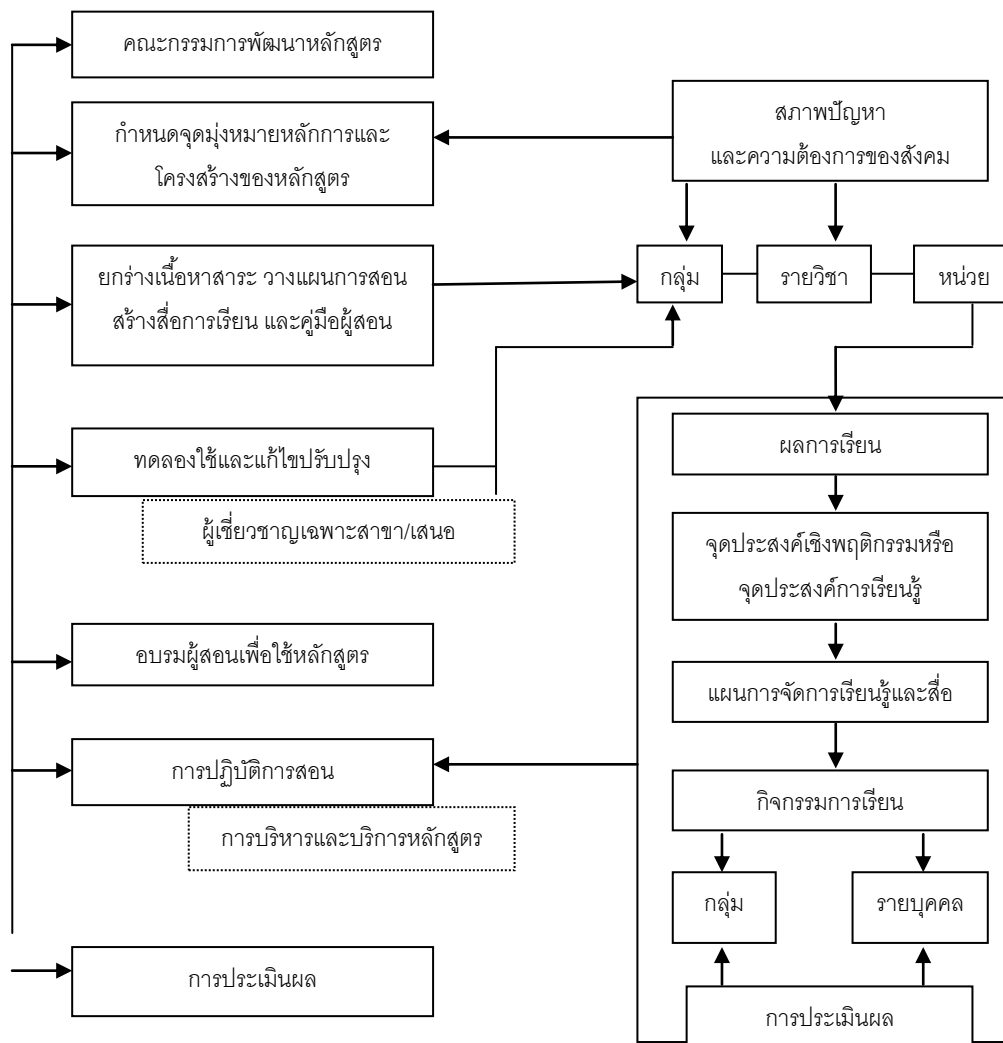 คณะกรรมการพัฒนาหลักสูตร
กำหนดจุดมุ่งหมายหลักการและ
โครงสร้างของหลักสูตร
สภาพปัญหา
และความต้องการของสังคม
ยกร่างเนื้อหาสาระ วางแผนการสอน
สร้างสื่อการเรียน และคู่มือผู้สอน
กลุ่ม
รายวิชา
หน่วย
ทดลองใช้และแก้ไขปรับปรุง
ผู้เชี่ยวชาญเฉพาะสาขา/เสนอ
อบรมผู้สอนเพื่อใช้หลักสูตร
การปฏิบัติการสอน
การบริหารและบริการหลักสูตร
การประเมินผล
ผลการเรียน
จุดประสงค์เชิงพฤติกรรมหรือ
จุดประสงค์การเรียนรู้
แผนการจัดการเรียนรู้และสื่อ
กิจกรรมการเรียน
กลุ่ม
รายบุคคล
การประเมินผล